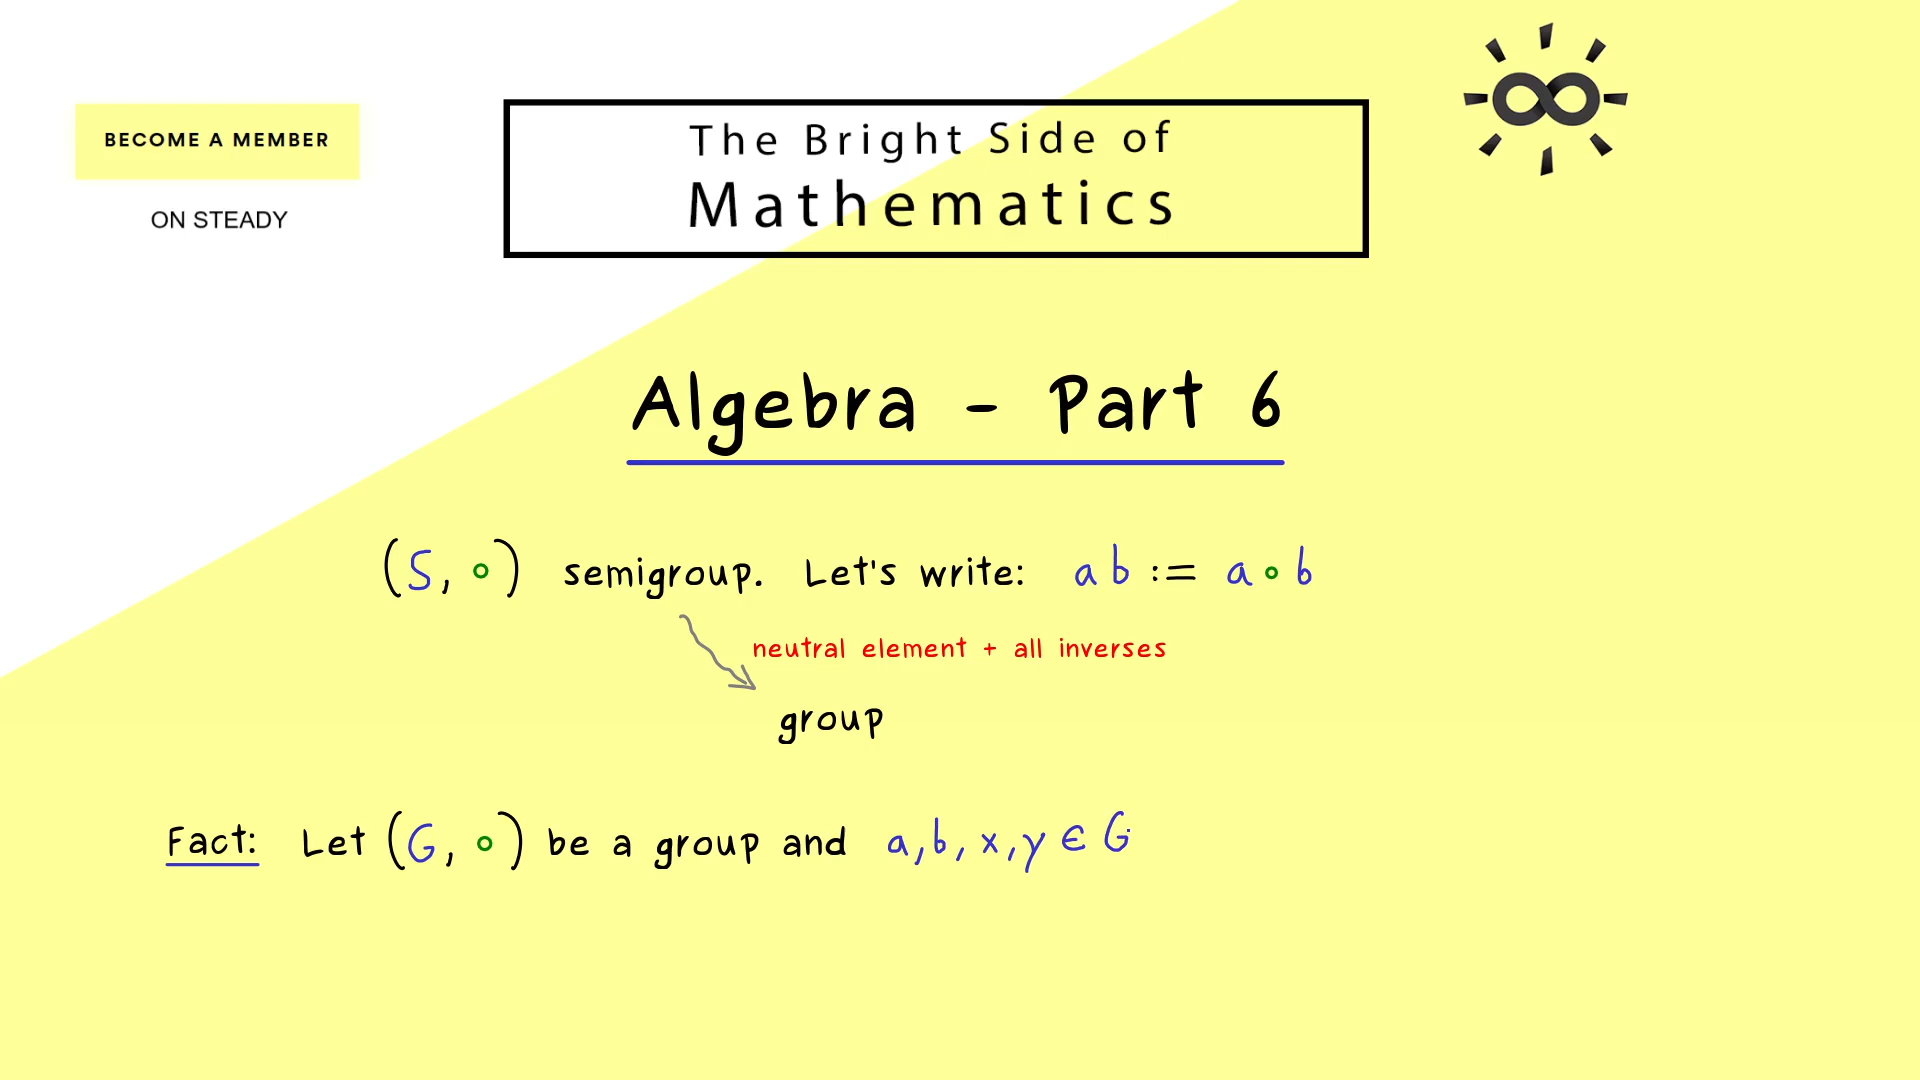 BECOME A MEMBER
ON STEADY
The Bright Side of
Mathematics
Algebra - Part 6
(S, ∘) semigroup. Let's write: ab := a ∘ b
neutral element + all inverses
group
Fact: Let (G, ∘) be a group and a, b, x, y ∈ G